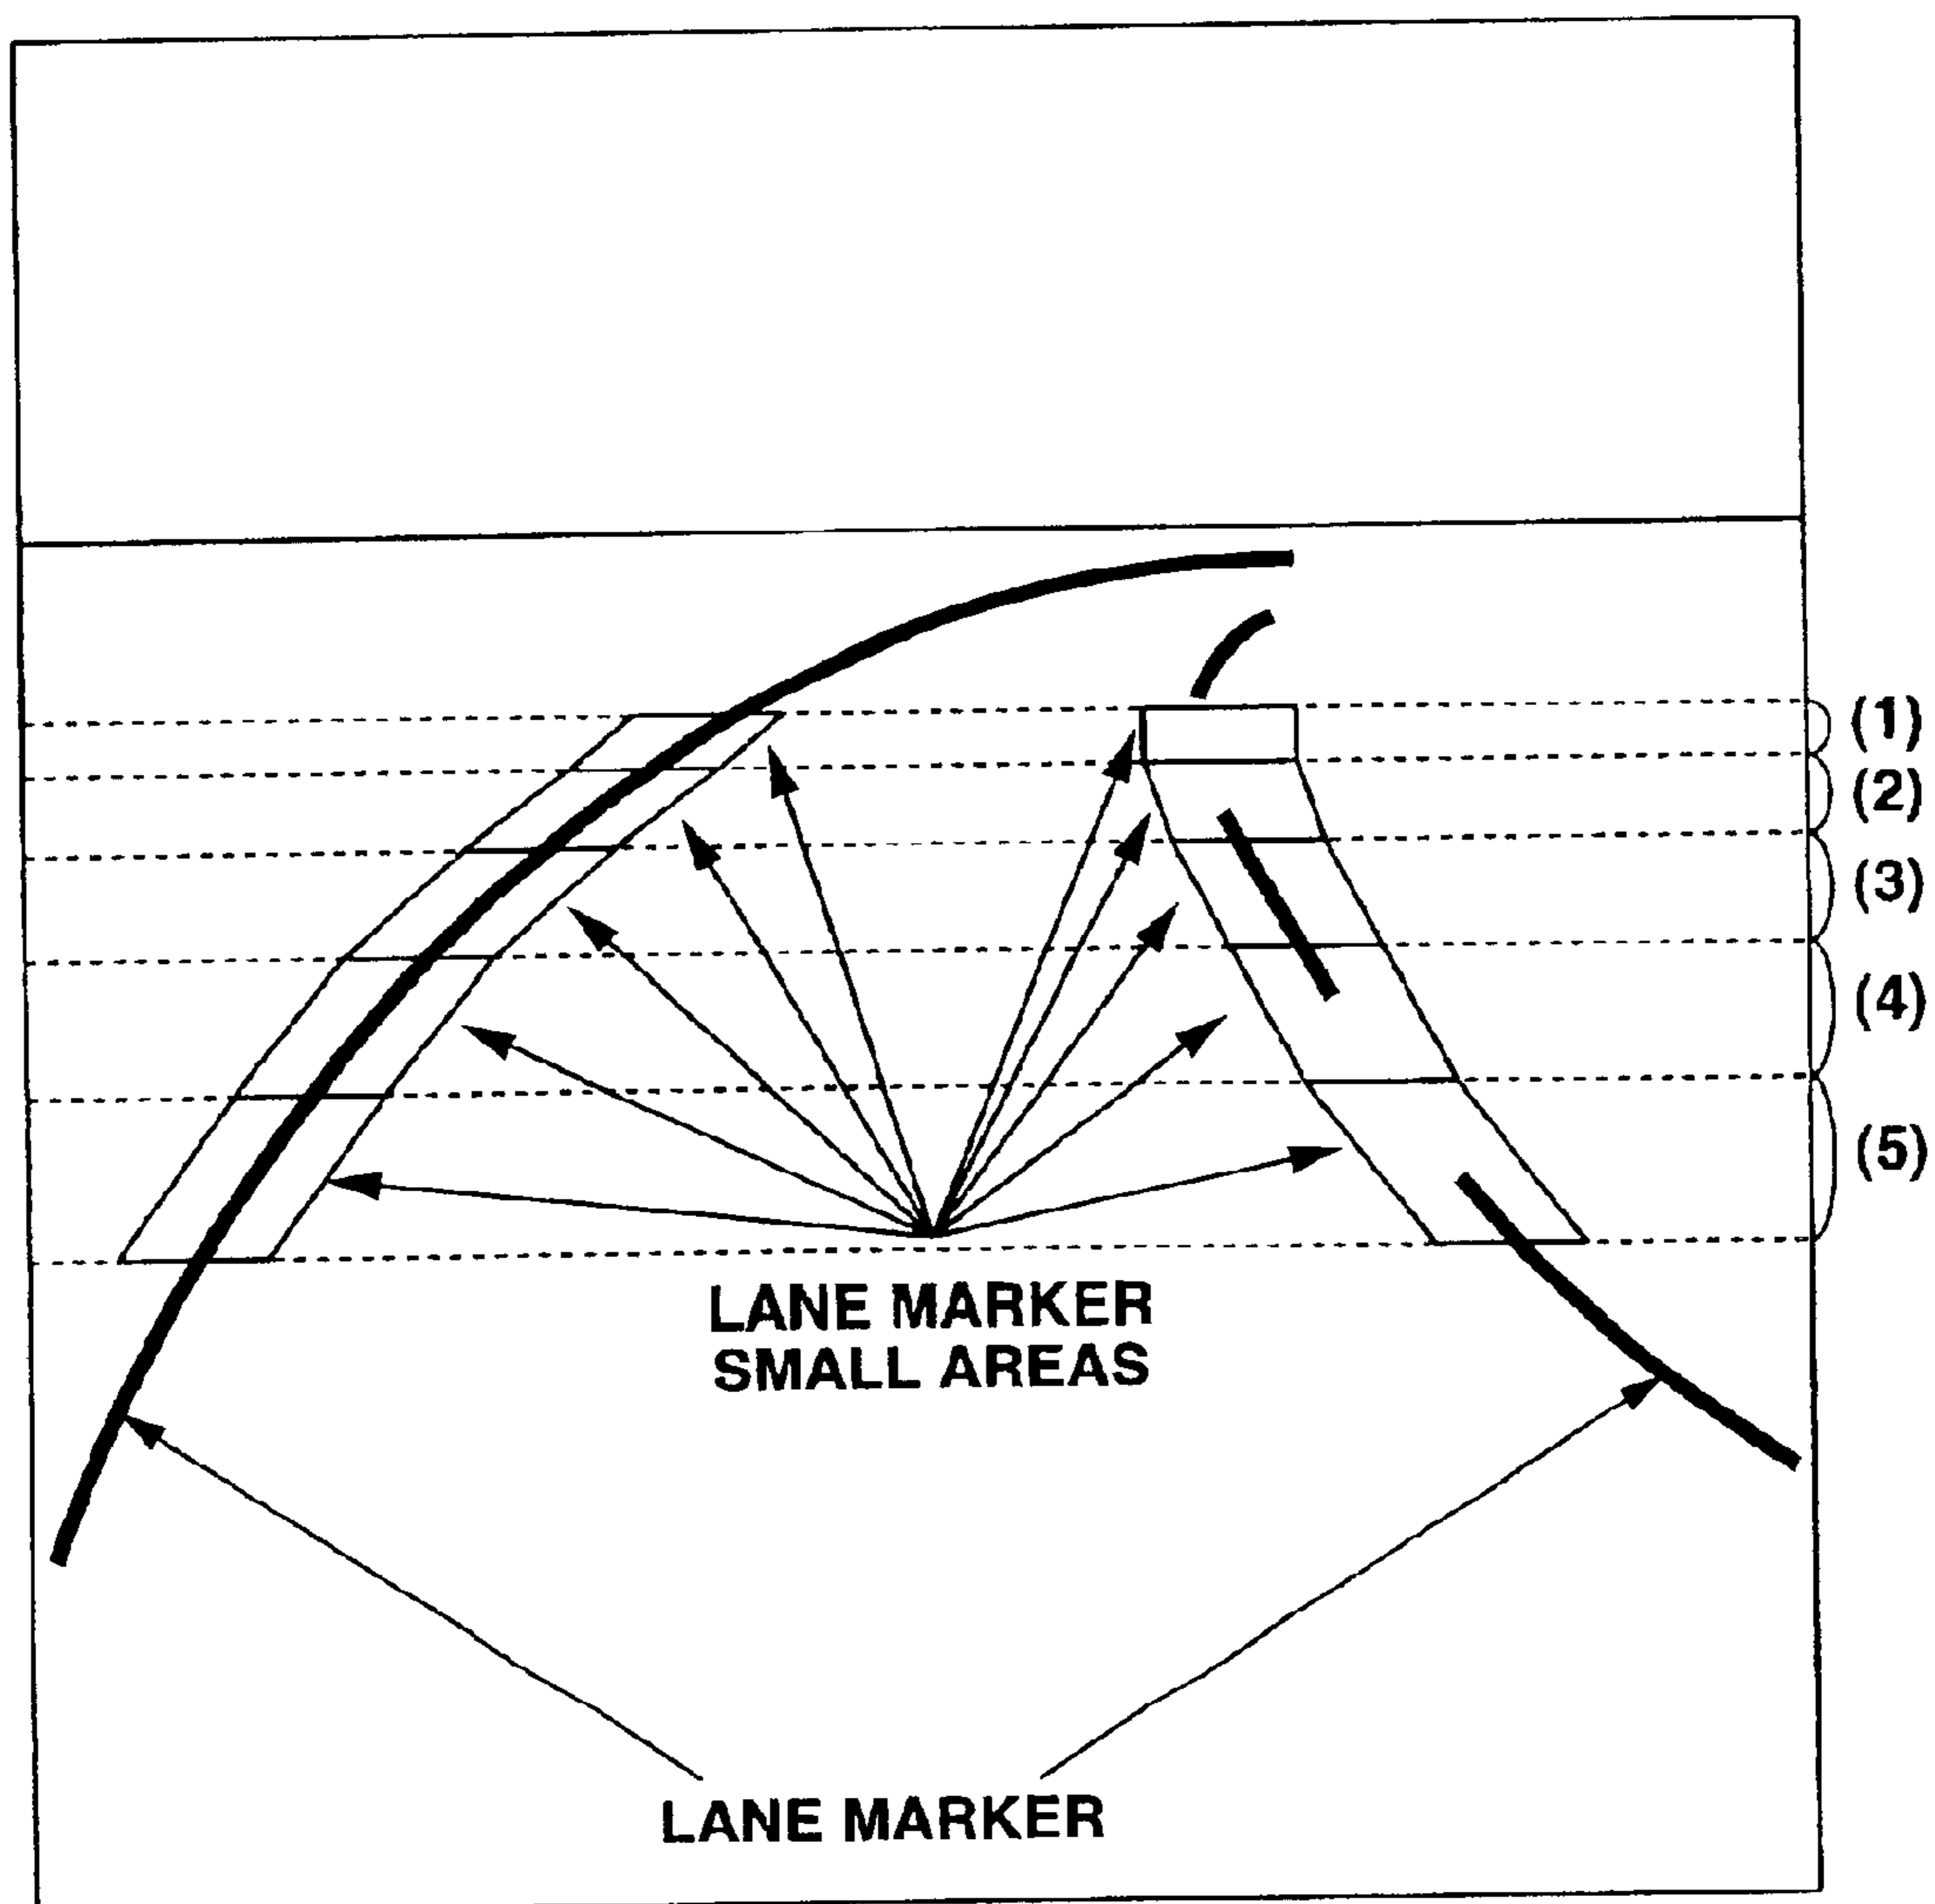 (1)
(2)
(3)
(4)
(5)
LANE MARKER
SMALL AREAS
LANE MARKER